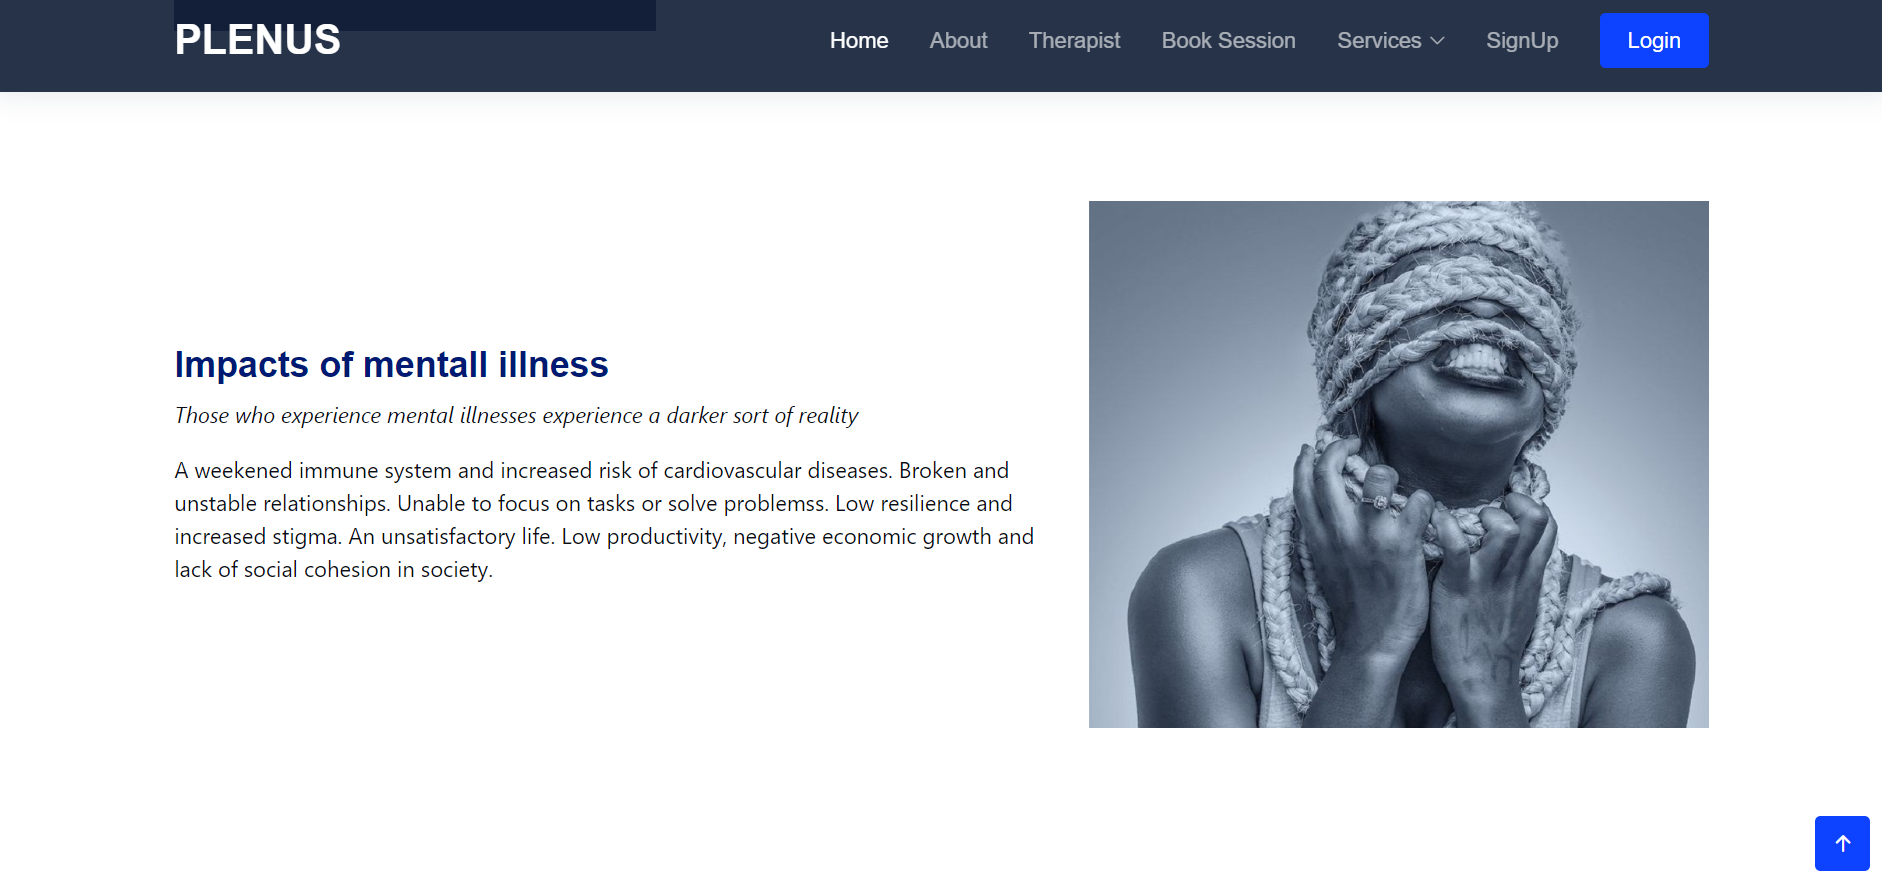 PLENUS
Home About Therapist Book Session Services SignUp Login
Impacts of mentall illness
Those who experience mental illnesses experience a darker sort of reality
A weekened immune system and increased risk of cardiovascular diseases. Broken and
unstable relationships. Unable to focus on tasks or solve problemss. Low resilience and
increased stigma. An unsatisfactory life. Low productivity, negative economic growth and
lack of social cohesion in society.